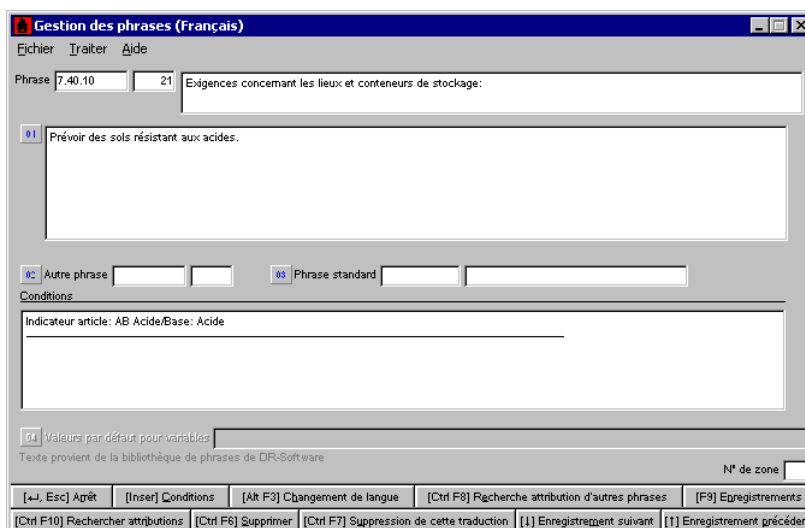 Gestion des phrases (Français)
Fichier Traiter Aide
Phrase 7.40.10 21 Exigences concernant les lieux et conteneurs de stockage:
01 Prévoir des sols résistant aux acides.
02 Autre phrase 03 Phrase standard
Conditions
Indicateur article: AB Acide/Base: Acide
04 Valeurs par défaut pour variables
Texte provient de la bibliothèque de phrases de DR-Software
N° de zone
[↵, Esc] Arrêt [Inser] Conditions [Alt F3] Changement de langue [Ctrl F8] Recherche attribution d'autres phrases [F9] Enregistrements
[Ctrl F10] Rechercher attributions [Ctrl F6] Supprimer [Ctrl F7] Suppression de cette traduction [↓] Enregistrement suivant [↑] Enregistrement précéden